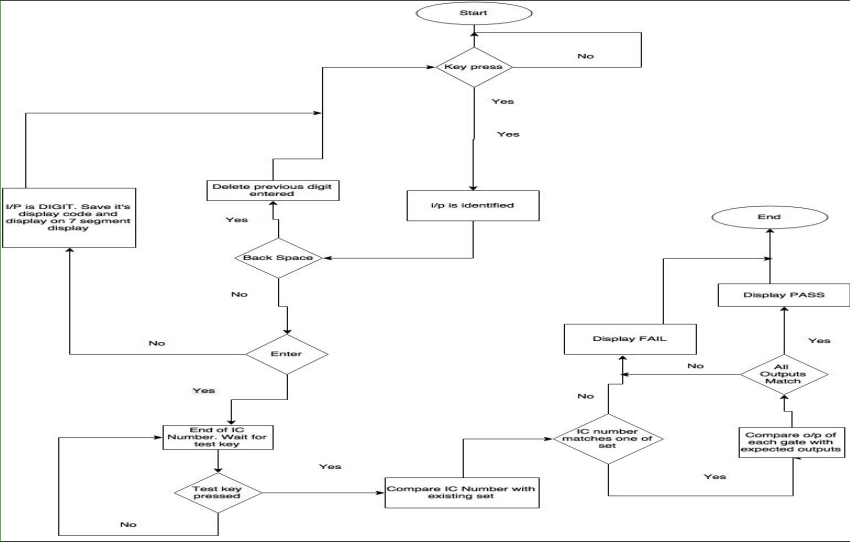 Start
No
Key press
Yes
Yes
Delete previous digit
entered
I/P is DIGIT. Save it's
display code and
display on 7 segment
display
i/p is identified
Yes
End
Back Space
No
Display PASS
Display FAIL
Yes
No
Enter
No
All
Outputs
Match
Yes
No
End of IC
Number. Wait for
test key
IC number
matches one of
set
Compare o/p of
each gate with
expected outputs
Yes
Yes
Test key
pressed
Compare IC Number with
existing set
No